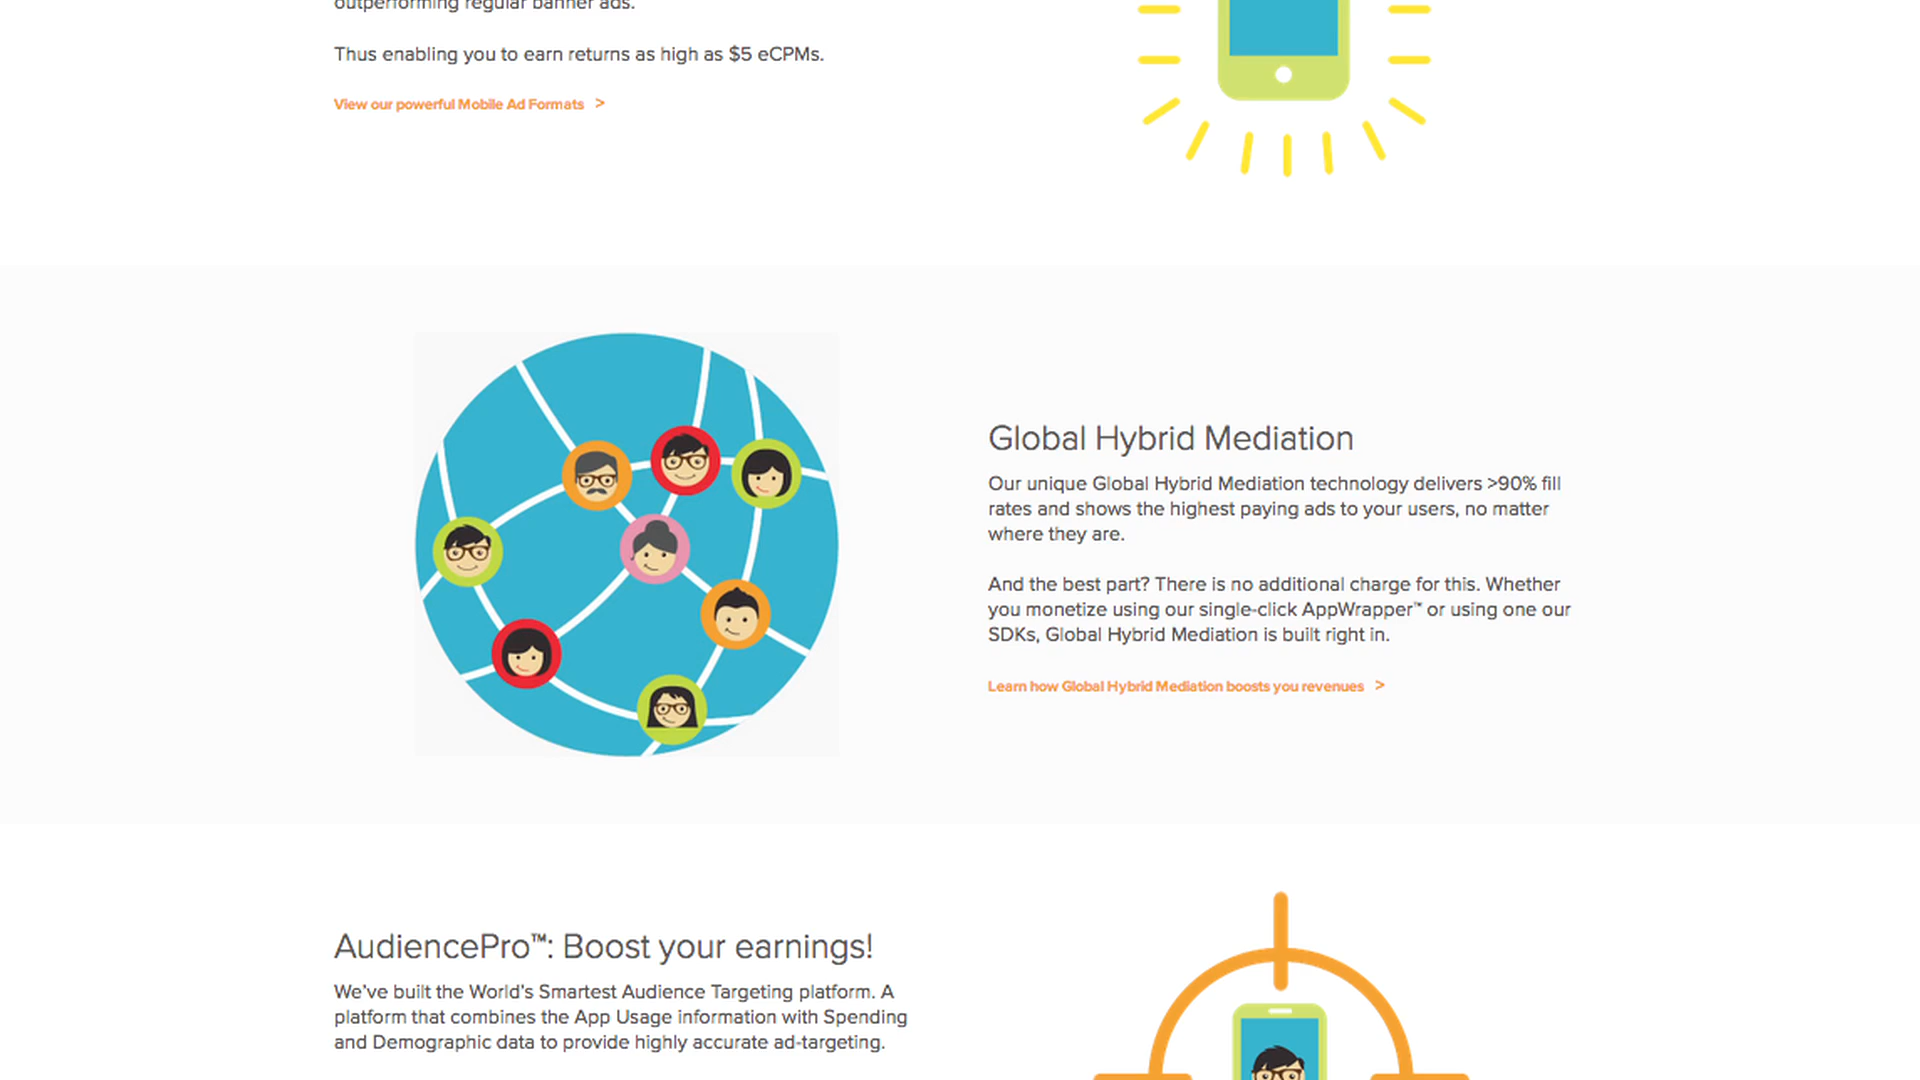 outperforming regular banner ads.
Thus enabling you to earn returns as high as $5 eCPMs.
View our powerful Mobile Ad Formats >
Global Hybrid Mediation
Our unique Global Hybrid Mediation technology delivers >90% fill
rates and shows the highest paying ads to your users, no matter
where they are.
And the best part? There is no additional charge for this. Whether
you monetize using our single-click AppWrapper™ or using one our
SDKs, Global Hybrid Mediation is built right in.
Learn how Global Hybrid Mediation boosts you revenues >
AudiencePro™: Boost your earnings!
We've built the World's Smartest Audience Targeting platform. A
platform that combines the App Usage information with Spending
and Demographic data to provide highly accurate ad-targeting.